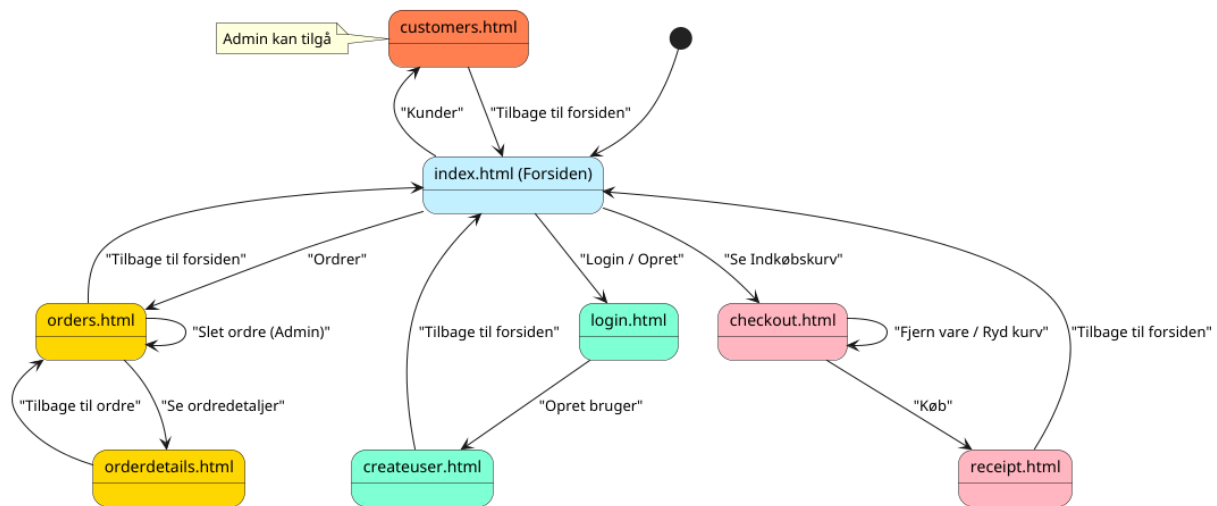 customers.html
Admin kan tilgå
"Kunder"
"Tilbage til forsiden"
index.html (Forsiden)
"Tilbage til forsiden"
"Ordrer"
"Login / Opret"
"Se Indkøbskurv"
orders.html
"Slet ordre (Admin)"
"Tilbage til forsiden"
login.html
checkout.html
"Fjern vare / Ryd kurv"
"Tilbage til forsiden"
"Tilbage til ordre"
"Se ordredetaljer"
"Opret bruger"
"Køb"
orderdetails.html
createuser.html
receipt.html